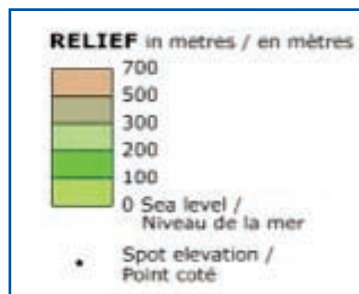 RELIEF in metres / en mètres
700
500
300
200
100
0 Sea level /
Niveau de la mer
Spot elevation /
Point coté